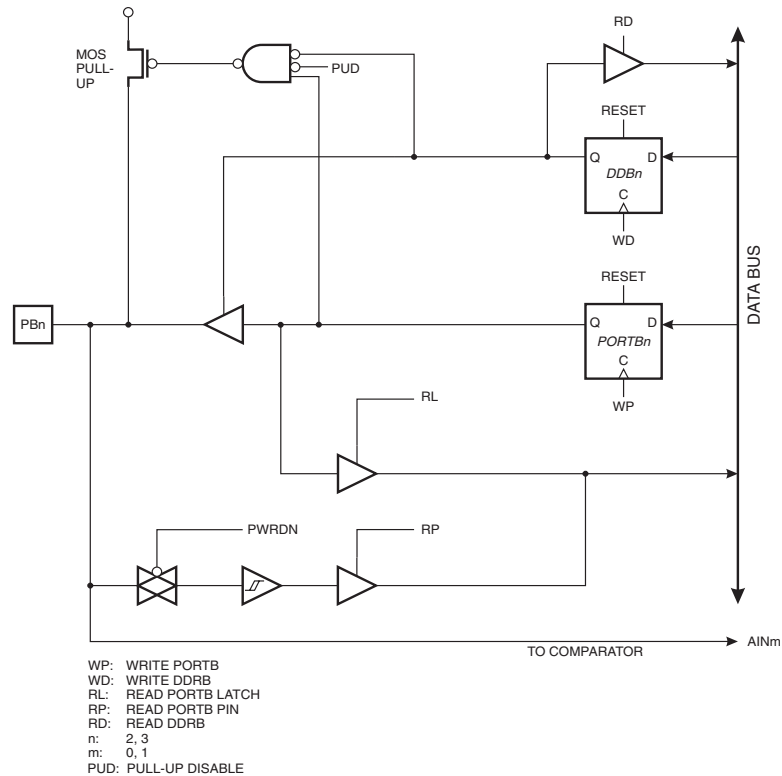 RD
MOS
PULL-
UP
PUD
RESET
Q D
DDBn
C
WD
RESET
PBn
Q D
PORTBn
C
WP
DATA BUS
RL
PWRDN
RP
TO COMPARATOR
AINm
WP: WRITE PORTB
WD: WRITE DDRB
RL: READ PORTB LATCH
RP: READ PORTB PIN
RD: READ DDRB
n: 2, 3
m: 0, 1
PUD: PULL-UP DISABLE